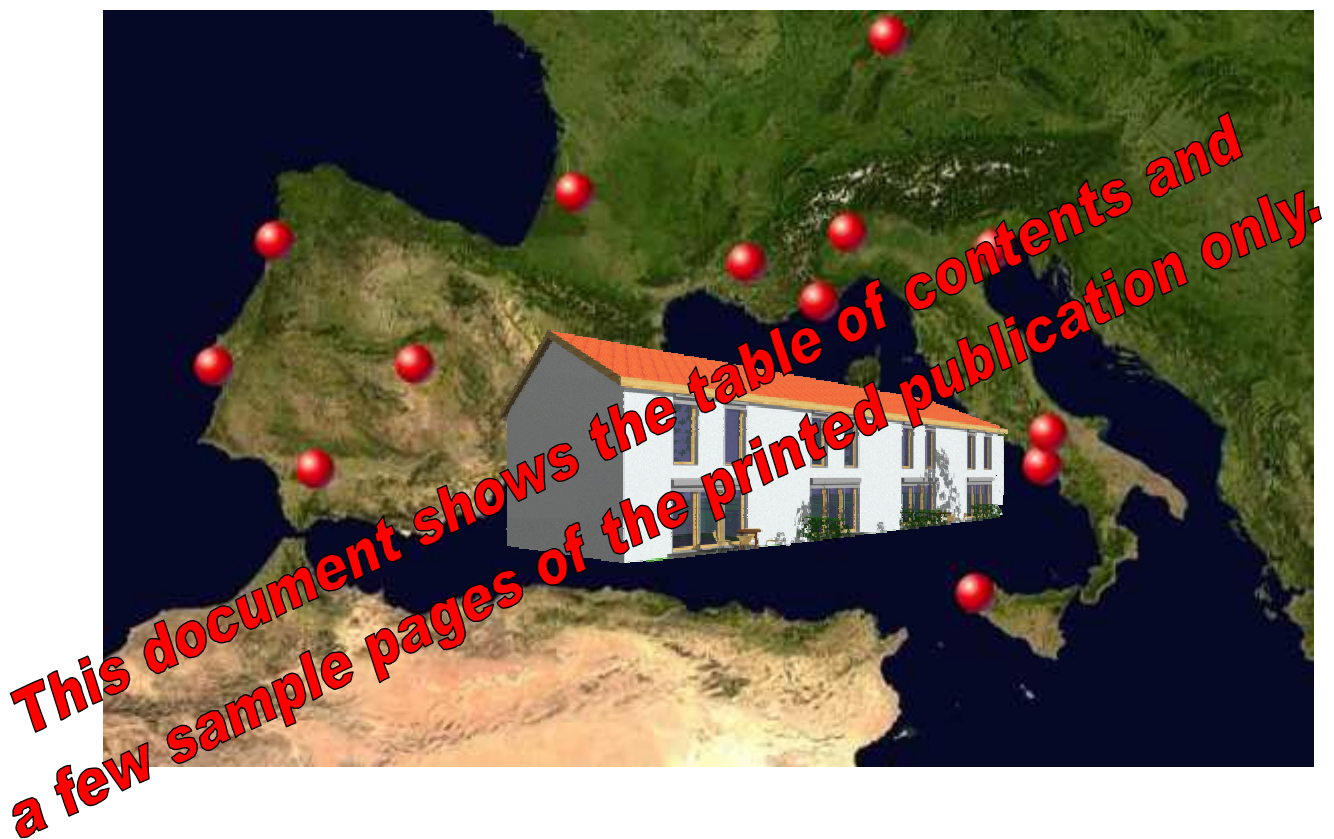 This document shows the table of contents and
a few sample pages of the printed publication only.